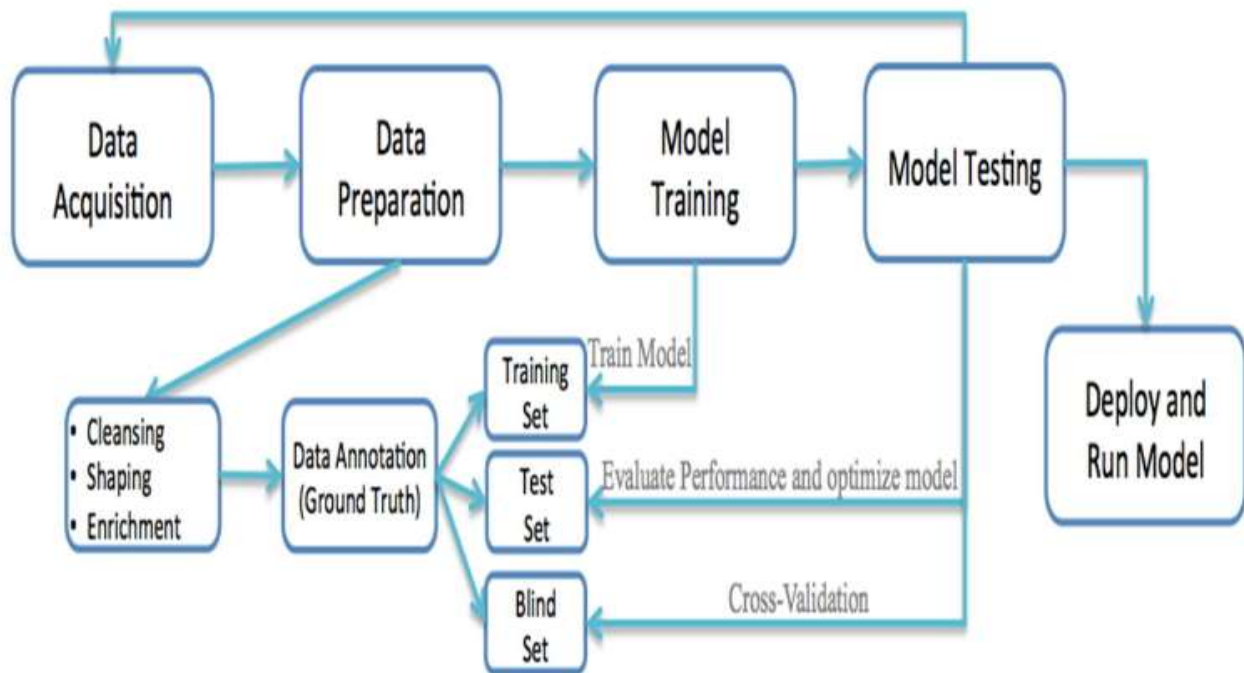 Data
Acquisition
Data
Preparation
Model
Training
Model Testing
Deploy and
Run Model
• Cleansing
• Shaping
• Enrichment
Data Annotation
(Ground Truth)
Training
Set
Test
Set
Blind
Set
Train Model
Evaluate Performance and optimize model
Cross-Validation